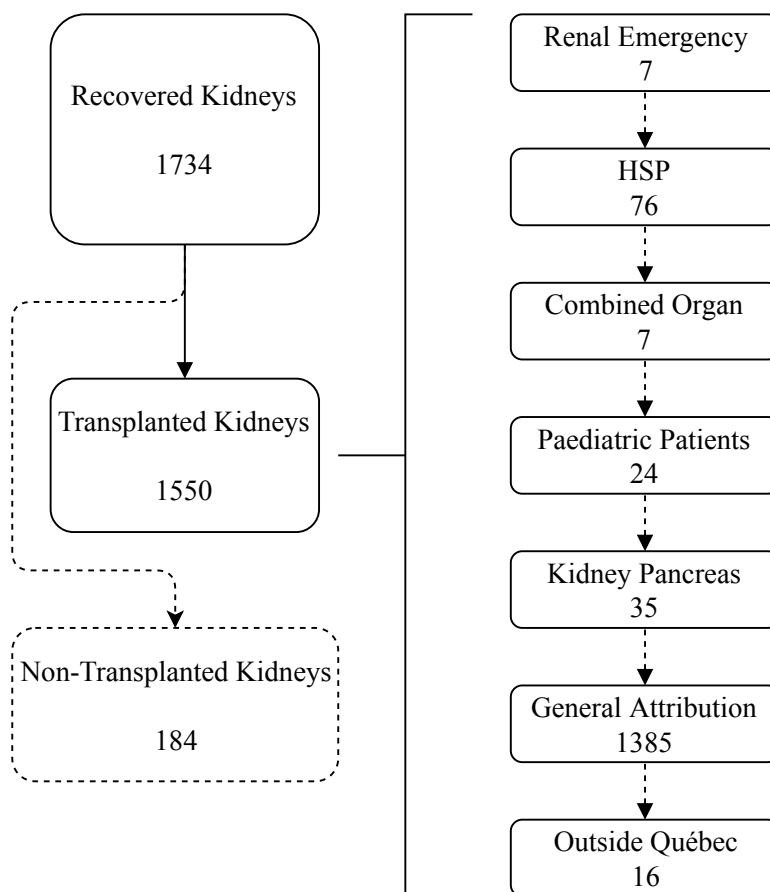 Recovered Kidneys
1734
Transplanted Kidneys
1550
Non-Transplanted Kidneys
184
Renal Emergency
7
HSP
76
Combined Organ
7
Paediatric Patients
24
Kidney Pancreas
35
General Attribution
1385
Outside Québec
16